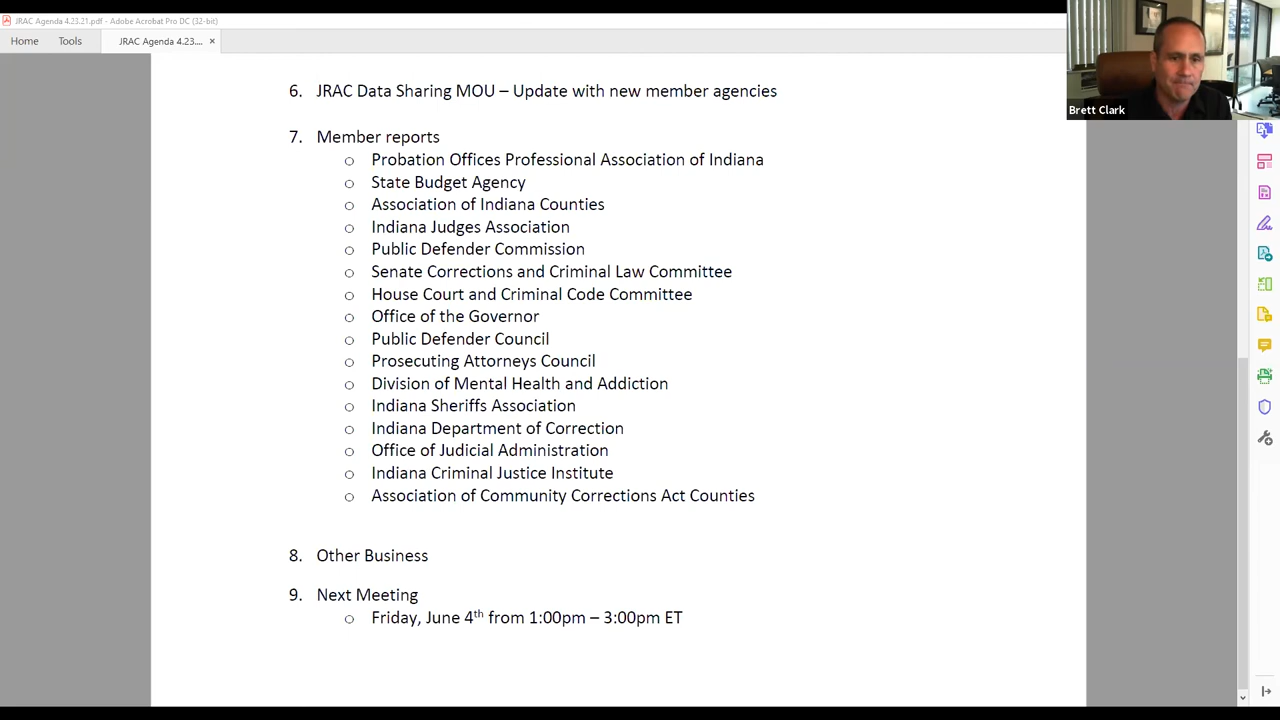 JRAC Agenda 4.23.21.pdf - Adobe Acrobat Pro DC (32-bit)
Home Tools JRAC Agenda 4.23.... ×
Brett Clark
6. JRAC Data Sharing MOU – Update with new member agencies
7. Member reports
○ Probation Offices Professional Association of Indiana
○ State Budget Agency
○ Association of Indiana Counties
○ Indiana Judges Association
○ Public Defender Commission
○ Senate Corrections and Criminal Law Committee
○ House Court and Criminal Code Committee
○ Office of the Governor
○ Public Defender Council
○ Prosecuting Attorneys Council
○ Division of Mental Health and Addiction
○ Indiana Sheriffs Association
○ Indiana Department of Correction
○ Office of Judicial Administration
○ Indiana Criminal Justice Institute
○ Association of Community Corrections Act Counties
8. Other Business
9. Next Meeting
○ Friday, June 4th from 1:00pm – 3:00pm ET